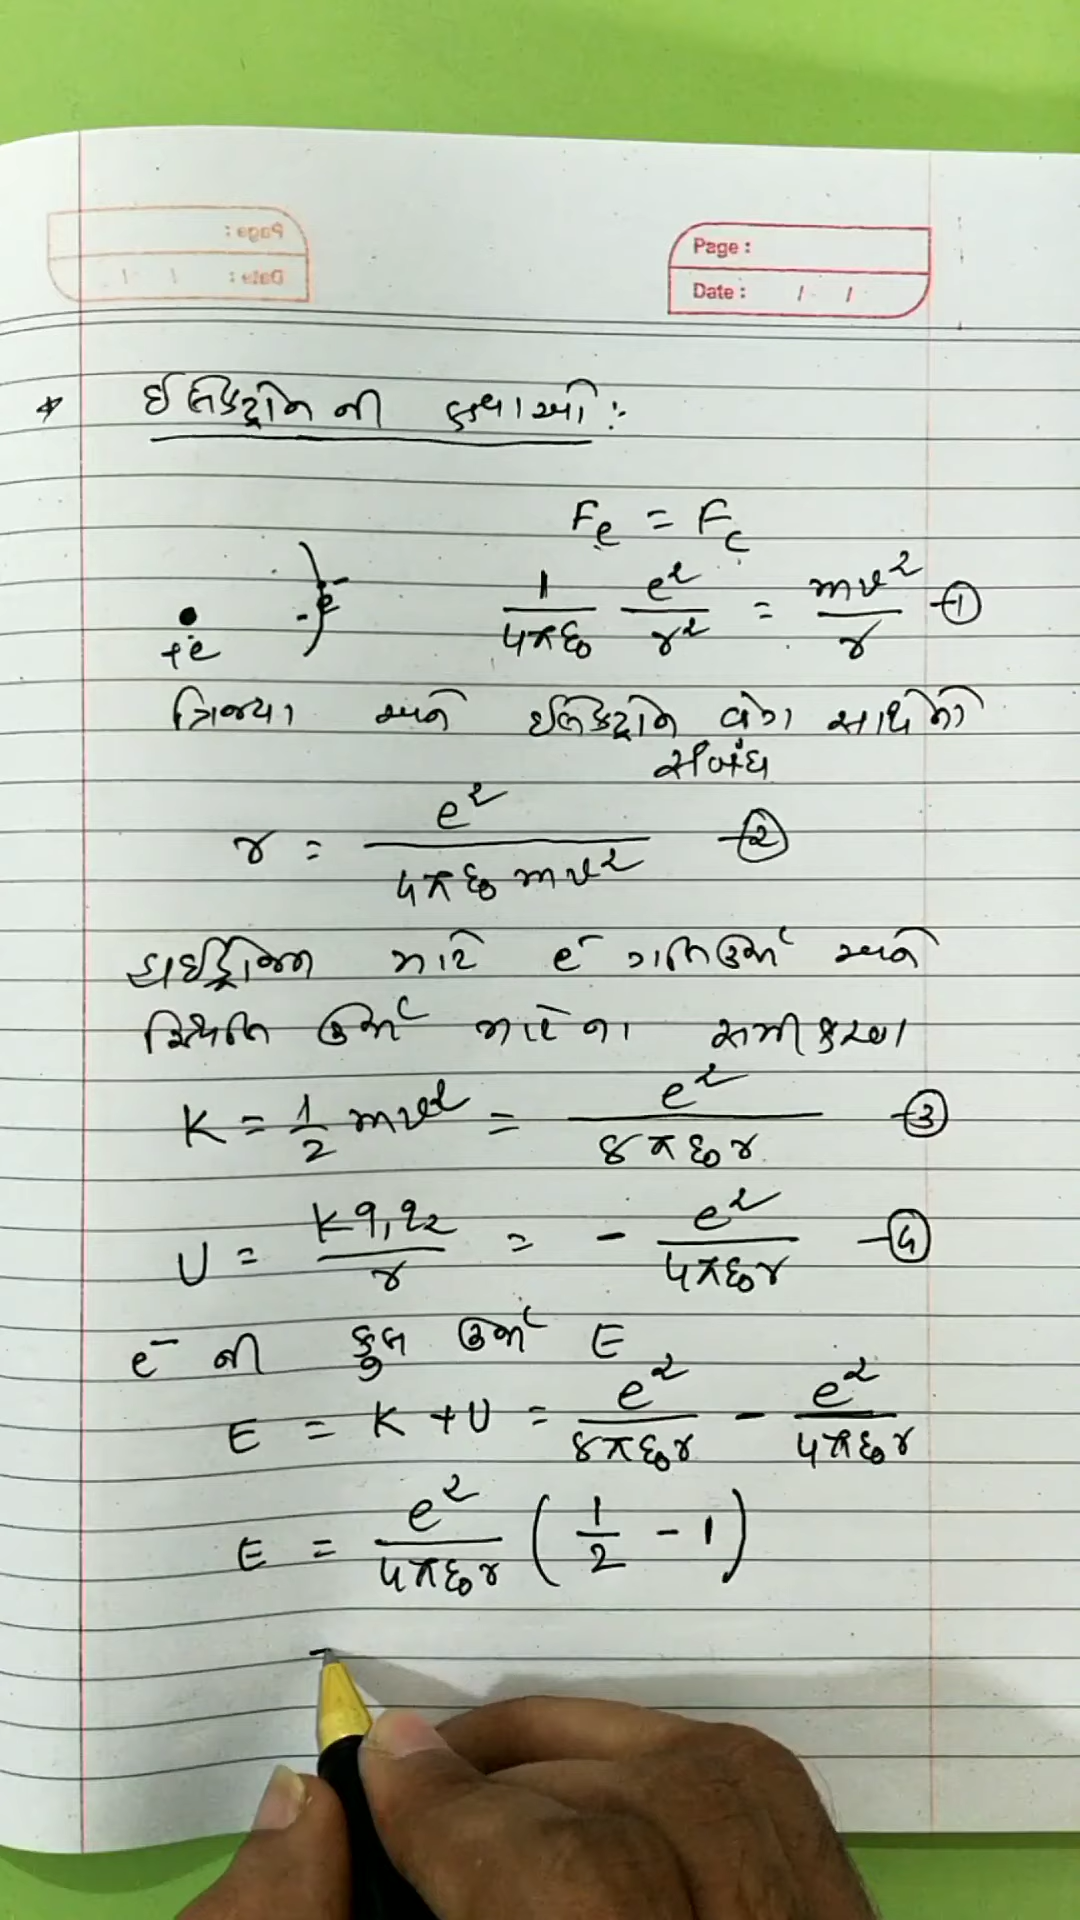 Page :
Date : / /
* ઈલેક્ટ્રોન ની કક્ષાઓ :
Fe = Fc
+e e⁻ 1/4πε₀ e²/r² = mv²/r —①
ત્રિજ્યા અને ઈલેક્ટ્રોન વેગ સાથેનો
સંબંધ
r = e²/4πε₀mv² —②
હાઈડ્રોજન માટે e⁻ ગતિઊર્જા અને
સ્થિતિ ઊર્જા માટેના સમીકરણ
K = 1/2 mv² = e²/8πε₀r —③
U = kq₁q₂/r = - e²/4πε₀r —④
e⁻ ની કુલ ઊર્જા E
E = K + U = e²/8πε₀r - e²/4πε₀r
E = e²/4πε₀r (1/2 - 1)